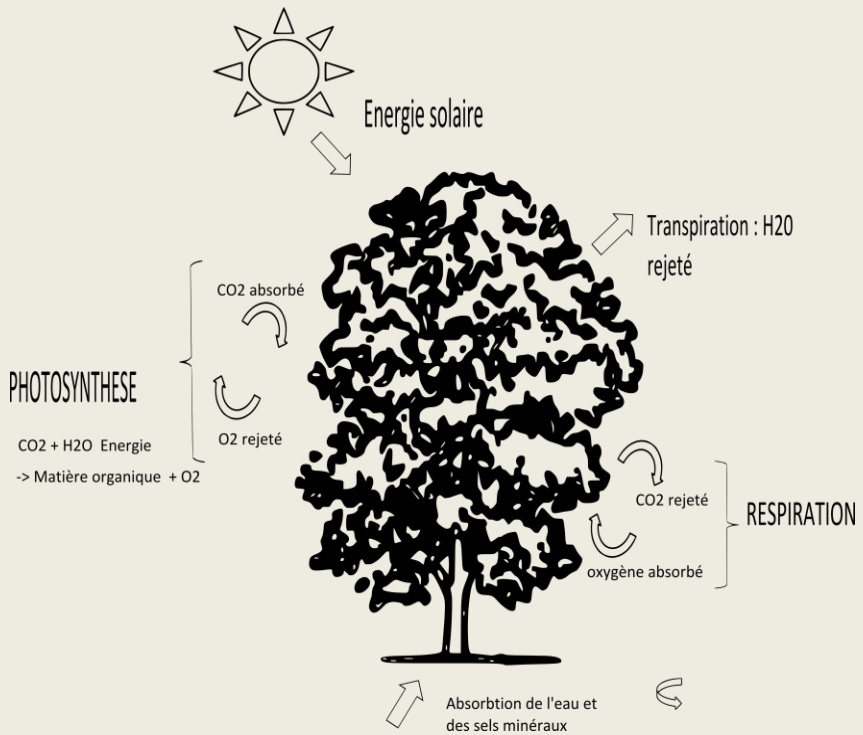 Energie solaire
Transpiration : H20
rejeté
CO2 absorbé
PHOTOSYNTHESE
O2 rejeté
CO2 + H2O  Energie
-> Matière organique  + O2
CO2 rejeté
RESPIRATION
oxygène absorbé
Absorbtion de l'eau et
des sels minéraux